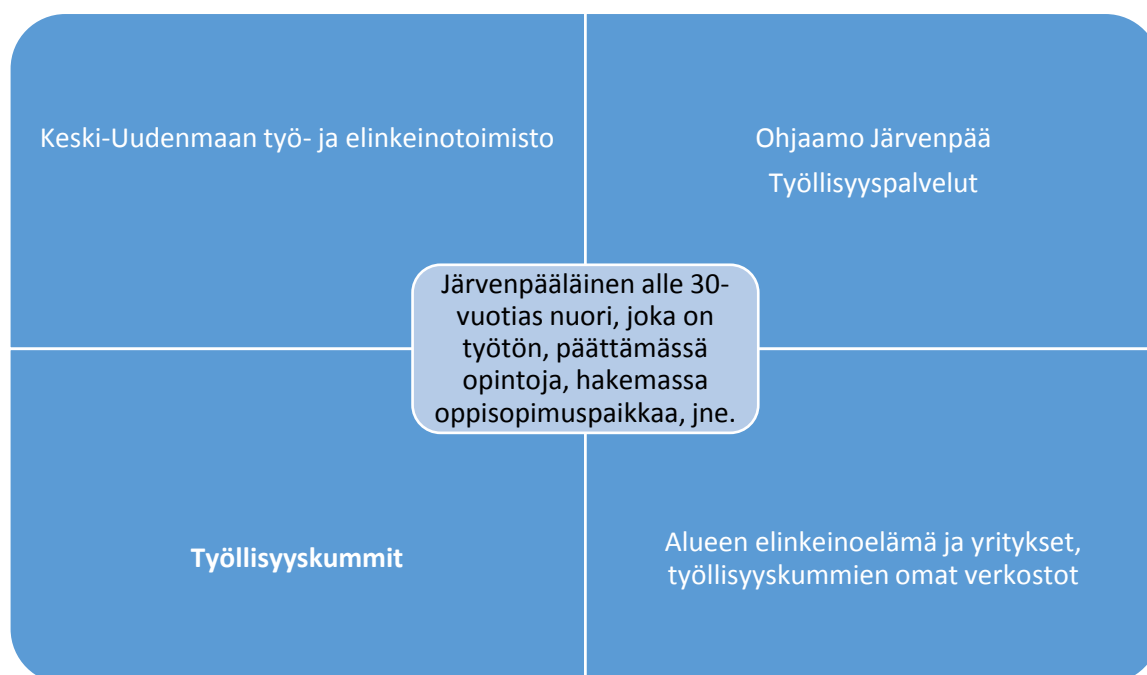 Keski-Uudenmaan työ- ja elinkeinotoimisto
Ohjaamo Järvenpää
Työllisyyspalvelut
Järvenpääläinen alle 30-
vuotias nuori, joka on
työtön, päättämässä
opintoja, hakemassa
oppisopimuspaikkaa, jne.
Työllisyyskummit
Alueen elinkeinoelämä ja yritykset,
työllisyyskummien omat verkostot